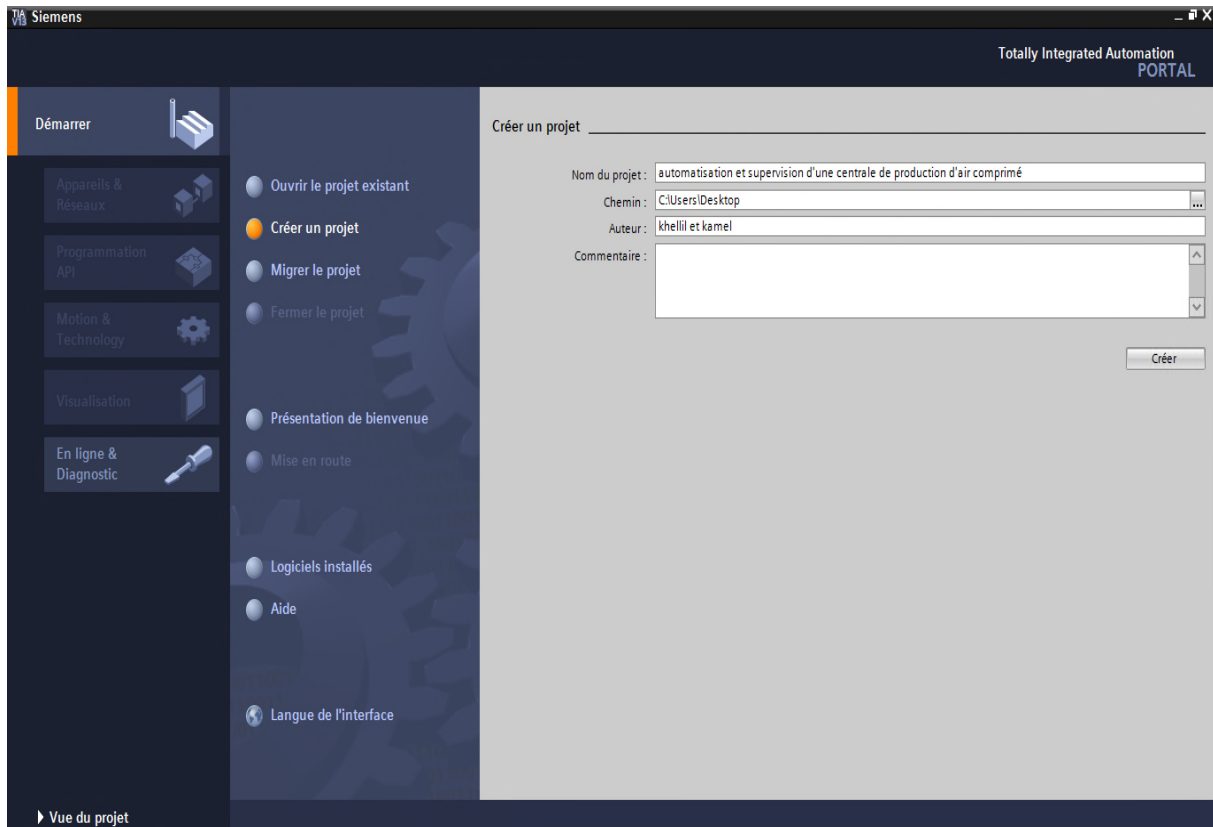 TIA V13 Siemens
Totally Integrated Automation
PORTAL
Démarrer
Appareils &
Réseaux
Programmation
API
Motion &
Technology
Visualisation
En ligne &
Diagnostic
Vue du projet
Ouvrir le projet existant
Créer un projet
Migrer le projet
Fermer le projet
Présentation de bienvenue
Mise en route
Logiciels installés
Aide
Langue de l'interface
Créer un projet
Nom du projet : automatisation et supervision d'une centrale de production d'air comprimé
Chemin : C:\Users\Desktop
...
Auteur : khellil et kamel
Commentaire :
Créer